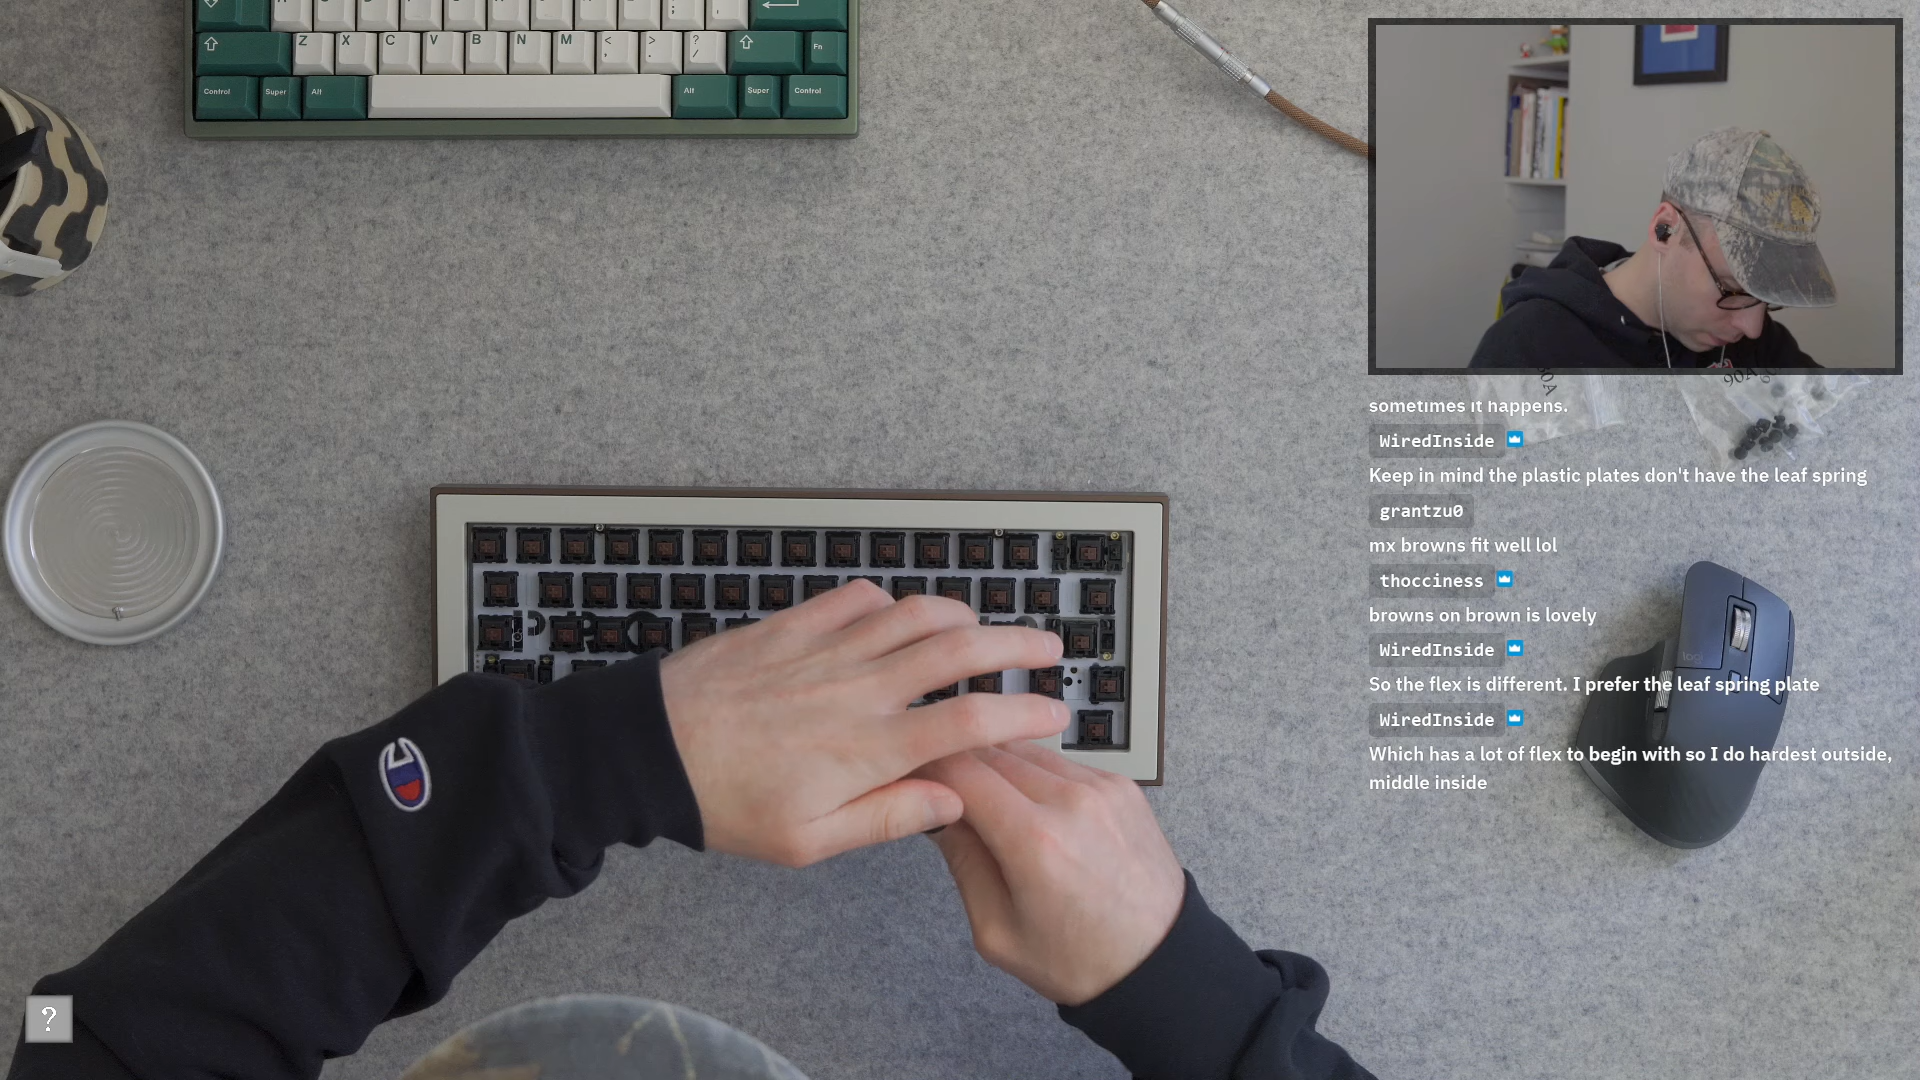 Z X C V B N M < , > . ? / Fn
Control Super Alt Alt Super Control
90A
sometimes it happens.
WiredInside
Keep in mind the plastic plates don't have the leaf spring
grantzu0
mx browns fit well lol
thocciness
browns on brown is lovely
WiredInside
So the flex is different. I prefer the leaf spring plate
WiredInside
Which has a lot of flex to begin with so I do hardest outside,
middle inside
logi
?